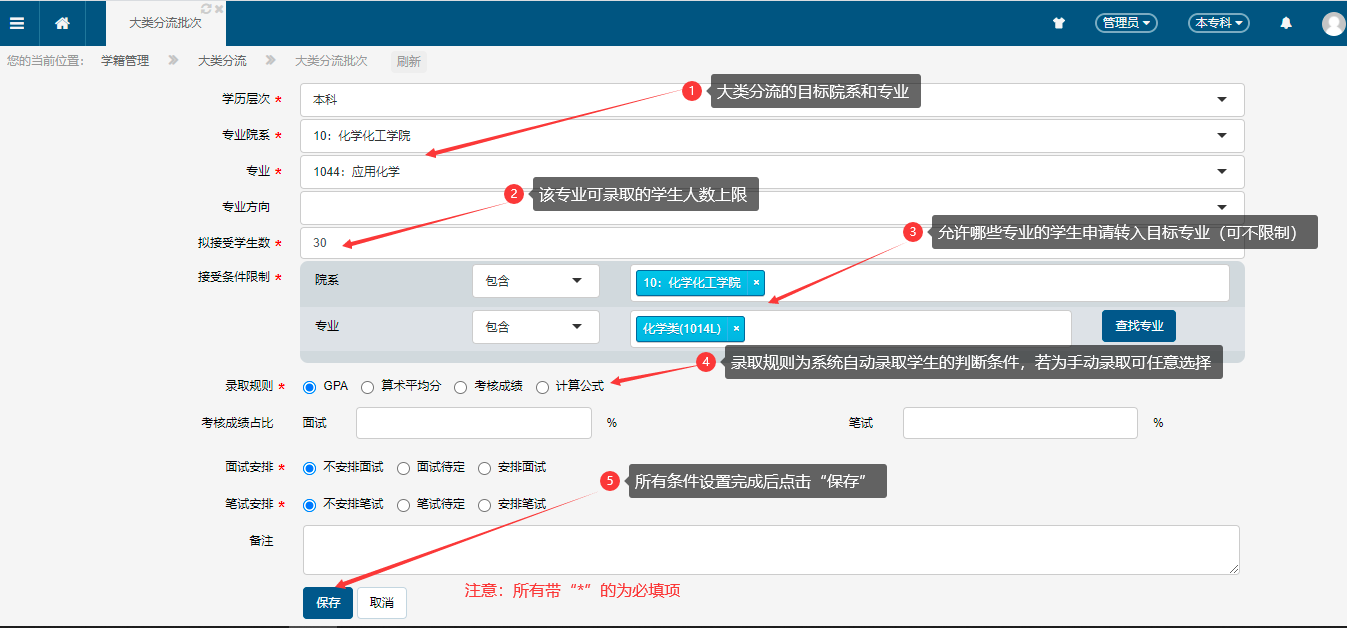 大类分流批次
管理员
本专科
您的当前位置： 学籍管理 大类分流 大类分流批次 刷新
1 大类分流的目标院系和专业
学历层次 * 本科
专业院系 * 10：化学化工学院
专业 * 1044：应用化学
2 该专业可录取的学生人数上限
专业方向
3 允许哪些专业的学生申请转入目标专业（可不限制）
拟接受学生数 * 30
接受条件限制 * 院系 包含 10：化学化工学院 ×
专业 包含 化学类(1014L) × 查找专业
4 录取规则为系统自动录取学生的判断条件，若为手动录取可任意选择
录取规则 * GPA 算术平均分 考核成绩 计算公式
考核成绩占比 面试 % 笔试 %
面试安排 * 不安排面试 面试待定 安排面试
5 所有条件设置完成后点击“保存”
笔试安排 * 不安排笔试 笔试待定 安排笔试
备注
注意：所有带“*”的为必填项
保存 取消